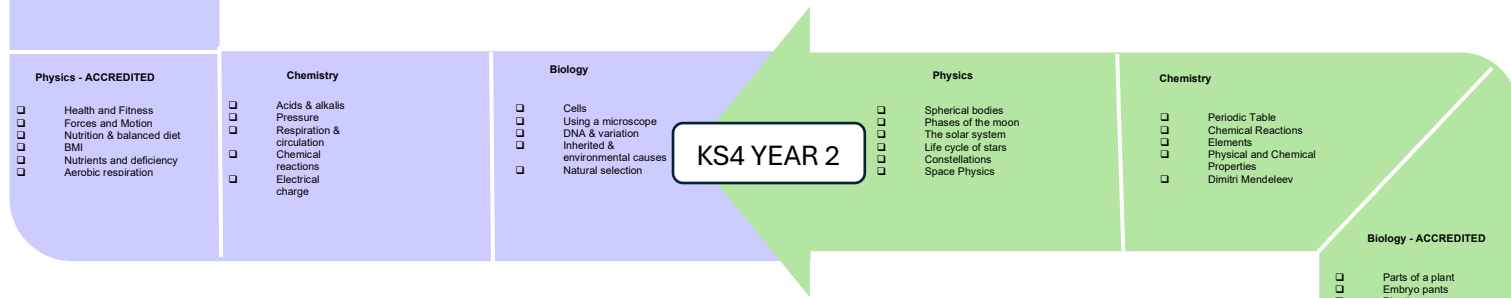 Physics - ACCREDITED
❑ Health and Fitness
❑ Forces and Motion
❑ Nutrition & balanced diet
❑ BMI
❑ Nutrients and deficiency
❑ Aerobic respiration
Chemistry
❑ Acids & alkalis
❑ Pressure
❑ Respiration &
circulation
❑ Chemical
reactions
❑ Electrical
charge
Biology
❑ Cells
❑ Using a microscope
❑ DNA & variation
❑ Inherited &
environmental causes
❑ Natural selection
KS4 YEAR 2
Physics
❑ Spherical bodies
❑ Phases of the moon
❑ The solar system
❑ Life cycle of stars
❑ Constellations
❑ Space Physics
Chemistry
❑ Periodic Table
❑ Chemical Reactions
❑ Elements
❑ Physical and Chemical
Properties
❑ Dimitri Mendeleev
Biology - ACCREDITED
❑ Parts of a plant
❑ Embryo pants